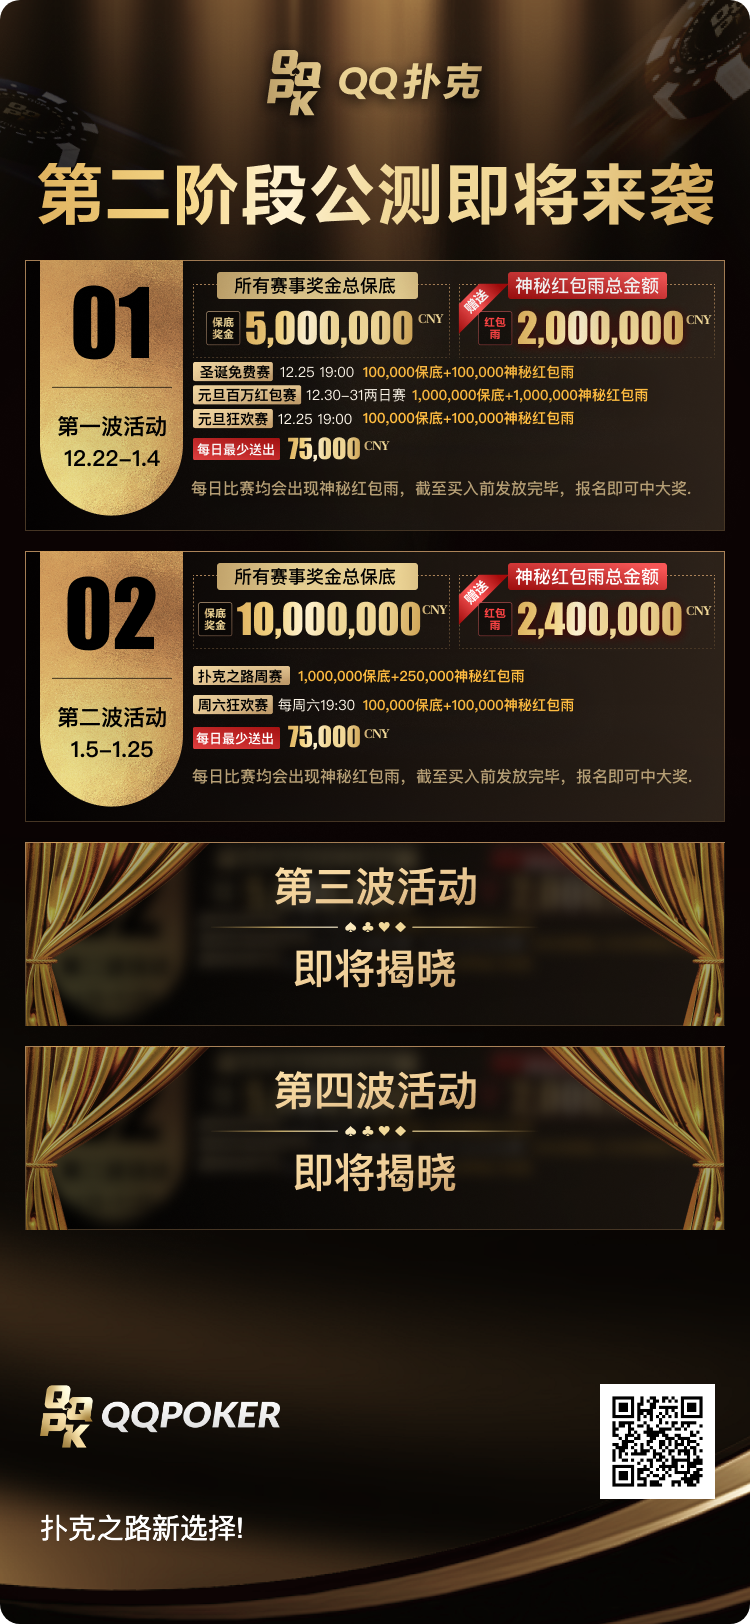 QQPK QQ扑克
第二阶段公测即将来袭
01
第一波活动
12.22–1.4
所有赛事奖金总保底
保底奖金 5,000,000 CNY
神秘红包雨总金额
赠送
红包雨 2,000,000 CNY
圣诞免费赛 12.25 19:00 100,000保底+100,000神秘红包雨
元旦百万红包赛 12.30–31两日赛 1,000,000保底+1,000,000神秘红包雨
元旦狂欢赛 12.25 19:00 100,000保底+100,000神秘红包雨
每日最少送出 75,000 CNY
每日比赛均会出现神秘红包雨，截至买入前发放完毕，报名即可中大奖.
02
第二波活动
1.5–1.25
所有赛事奖金总保底
保底奖金 10,000,000 CNY
神秘红包雨总金额
赠送
红包雨 2,400,000 CNY
扑克之路周赛 1,000,000保底+250,000神秘红包雨
周六狂欢赛 每周六19:30 100,000保底+100,000神秘红包雨
每日最少送出 75,000 CNY
每日比赛均会出现神秘红包雨，截至买入前发放完毕，报名即可中大奖.
第三波活动
即将揭晓
第四波活动
即将揭晓
QQPK QQPOKER
扑克之路新选择!